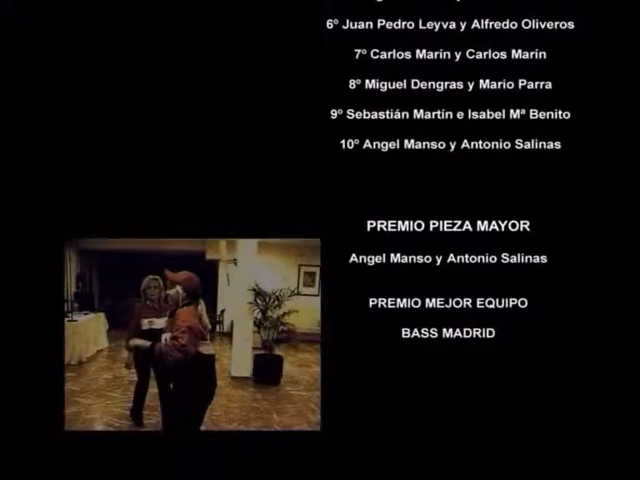 6º Juan Pedro Leyva y Alfredo Oliveros
7º Carlos Marín y Carlos Marín
8º Miguel Dengras y Mario Parra
9º Sebastián Martín e Isabel Mª Benito
10º Angel Manso y Antonio Salinas
PREMIO PIEZA MAYOR
Angel Manso y Antonio Salinas
PREMIO MEJOR EQUIPO
BASS MADRID